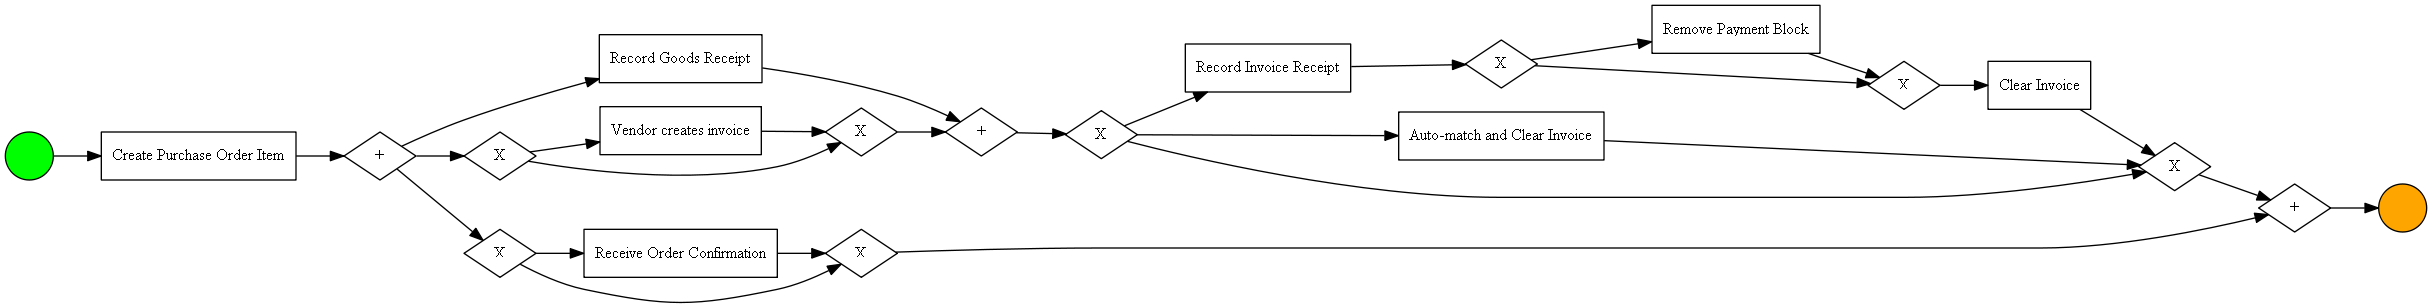 Create Purchase Order Item
+
Record Goods Receipt
X
Vendor creates invoice
X
+
X
Receive Order Confirmation
X
X
Record Invoice Receipt
X
Remove Payment Block
X
Clear Invoice
Auto-match and Clear Invoice
X
+